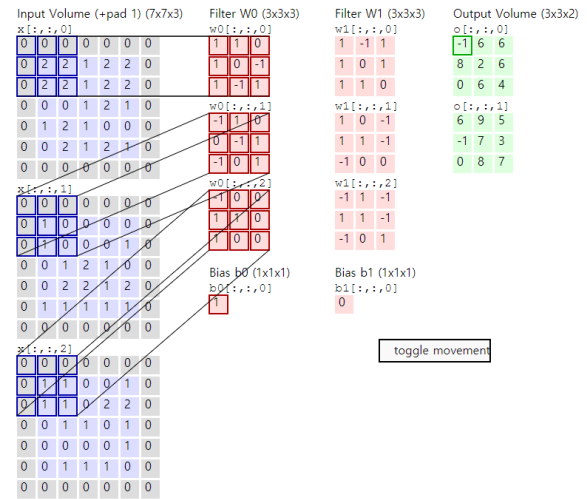 Input Volume (+pad 1) (7x7x3)
x[:,:,0]
0 0 0 0 0 0 0
0 2 2 1 2 2 0
0 2 2 1 2 2 0
0 0 0 1 2 1 0
0 1 2 1 0 0 0
0 0 2 1 2 1 0
0 0 0 0 0 0 0
x[:,:,1]
0 0 0 0 0 0 0
0 1 0 0 0 0 0
0 1 0 0 0 1 0
0 0 1 2 1 0 0
0 0 2 2 1 2 0
0 1 1 1 1 1 0
0 0 0 0 0 0 0
x[:,:,2]
0 0 0 0 0 0 0
0 1 1 0 0 1 0
0 1 1 0 2 2 0
0 0 1 1 0 1 0
0 0 0 0 0 1 0
0 0 1 1 1 0 0
0 0 0 0 0 0 0
Filter W0 (3x3x3)
w0[:,:,0]
1 1 0
1 0 -1
1 -1 1
w0[:,:,1]
-1 1 0
0 -1 1
-1 0 1
w0[:,:,2]
-1 0 0
1 1 0
1 0 0
Bias b0 (1x1x1)
b0[:,:,0]
1
Filter W1 (3x3x3)
w1[:,:,0]
1 -1 1
1 0 1
1 1 0
w1[:,:,1]
1 0 -1
1 1 -1
-1 0 0
w1[:,:,2]
-1 1 -1
1 1 -1
-1 0 1
Bias b1 (1x1x1)
b1[:,:,0]
0
Output Volume (3x3x2)
o[:,:,0]
-1 6 6
8 2 6
0 6 4
o[:,:,1]
6 9 5
-1 7 3
0 8 7
toggle movement